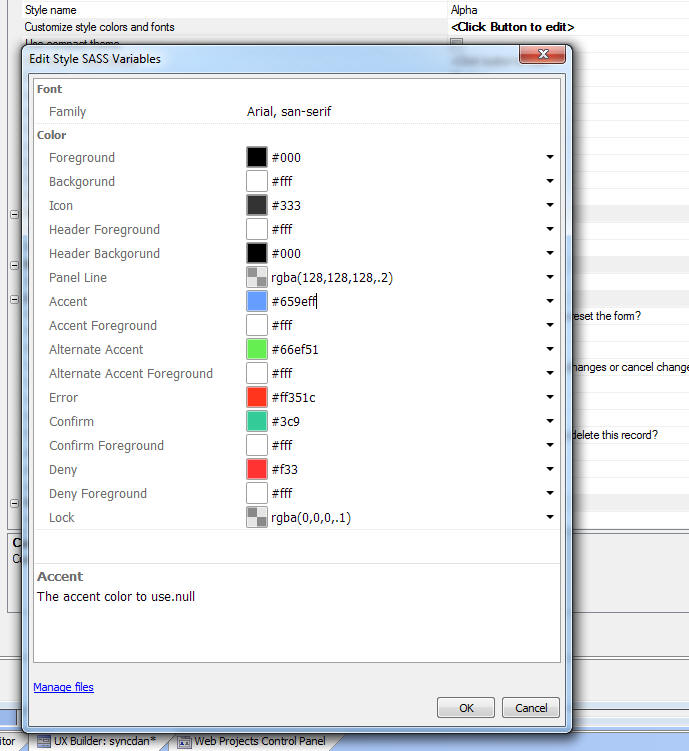 Style name Alpha
Customize style colors and fonts <Click Button to edit>
Use compact theme
Edit Style SASS Variables
Font
Family Arial, san-serif
Color
Foreground #000
Backgorund #fff
Icon #333
Header Foreground #fff
Header Backgorund #000
Panel Line rgba(128,128,128,.2)
Accent #659eff
Accent Foreground #fff
Alternate Accent #66ef51
Alternate Accent Foreground #fff
Error #ff351c
Confirm #3c9
Confirm Foreground #fff
Deny #f33
Deny Foreground #fff
Lock rgba(0,0,0,.1)
reset the form?
hanges or cancel change
delete this record?
Accent
The accent color to use.null
Manage files
OK Cancel
itor UX Builder: syncdan* Web Projects Control Panel